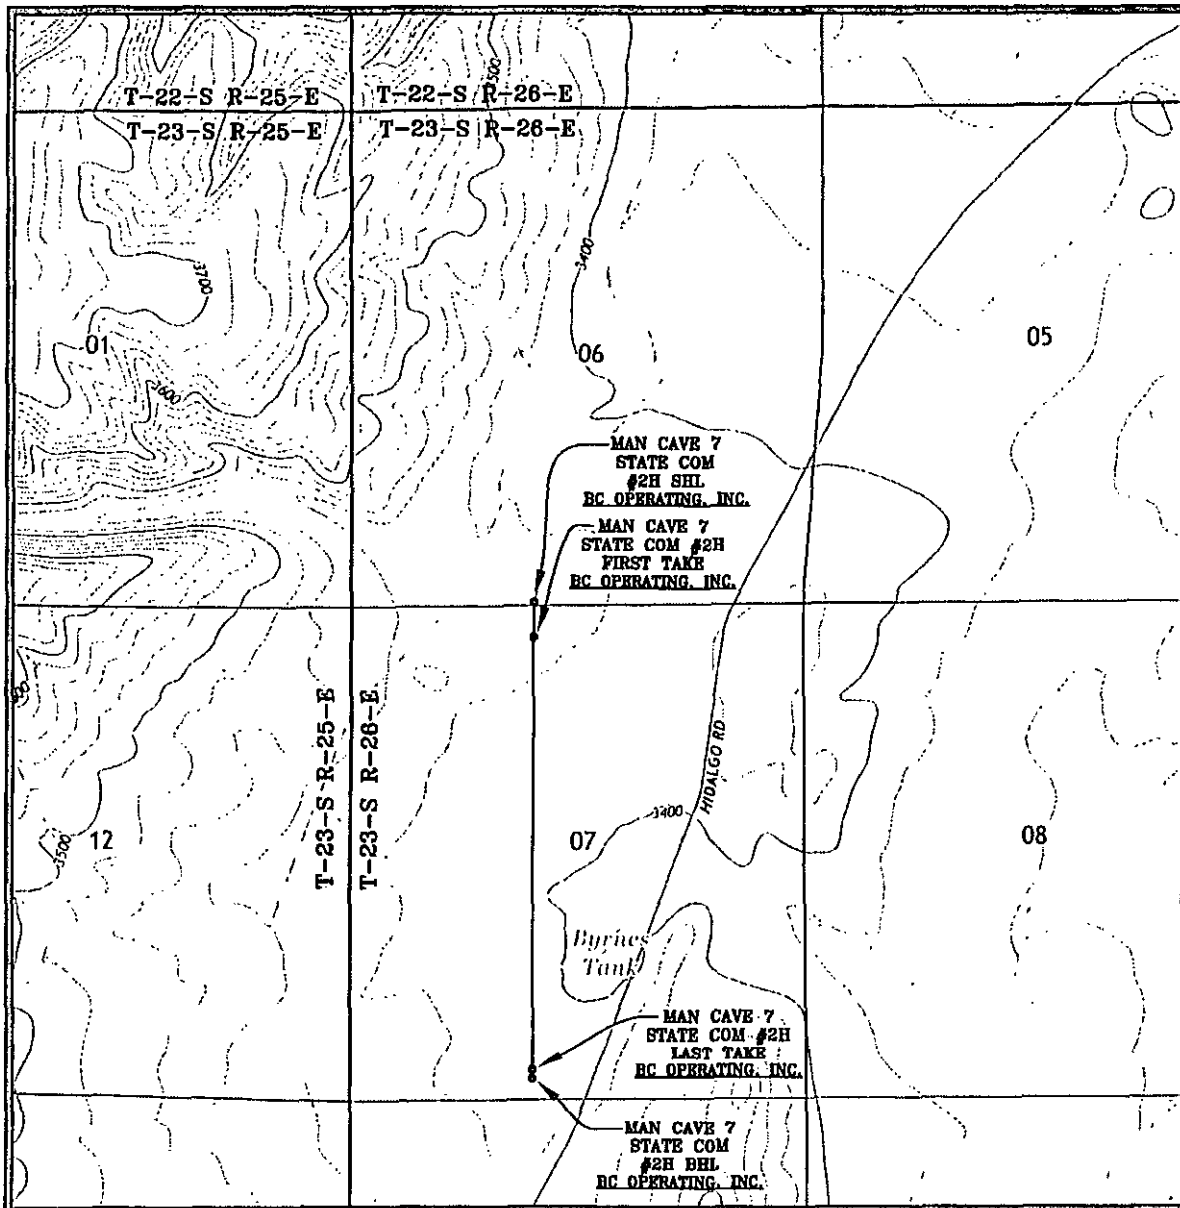 T-22-S R-25-E
T-22-S R-26-E
T-23-S R-25-E
T-23-S R-26-E
3500
3400
3700
01
06
05
3600
MAN CAVE 7
STATE COM
#2H SHL
BC OPERATING, INC.
MAN CAVE 7
STATE COM #2H
FIRST TAKE
BC OPERATING, INC.
T-23-S R-25-E
T-23-S R-26-E
HIDALGO RD
3400
12
3500
07
08
Byrnes
Tank
MAN CAVE 7
STATE COM #2H
LAST TAKE
BC OPERATING, INC.
MAN CAVE 7
STATE COM
#2H BHL
BC OPERATING, INC.